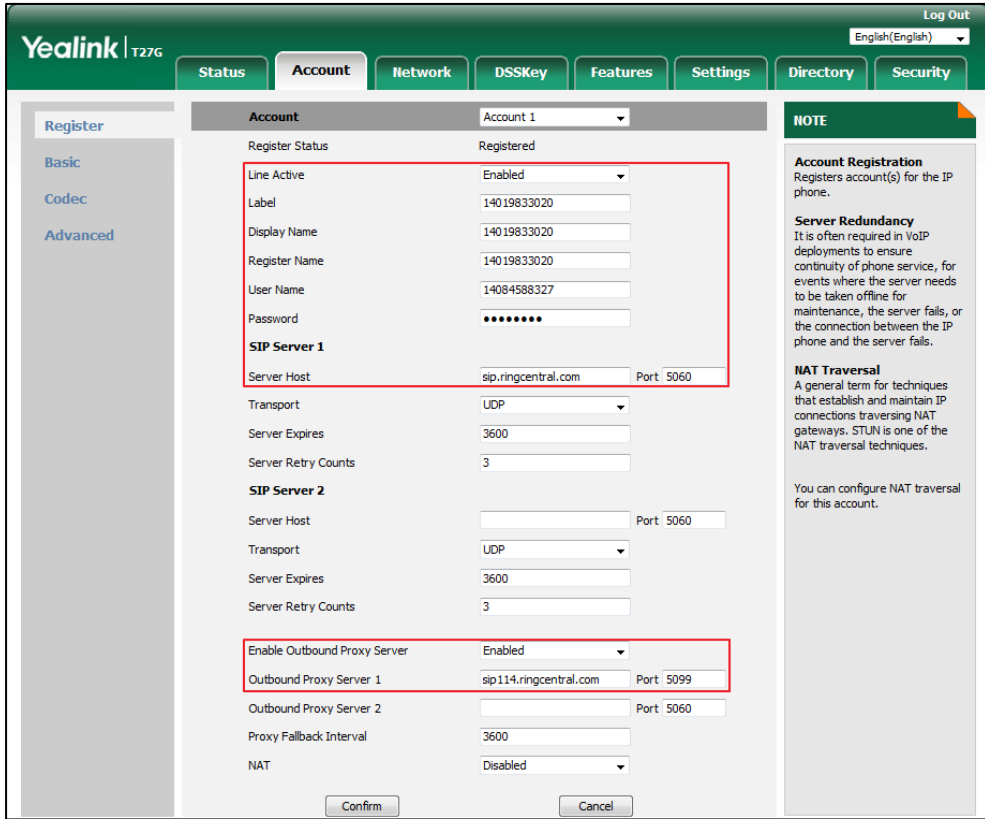 Log Out
English(English)
Yealink T27G
Status Account Network DSSKey Features Settings Directory Security
Register
Basic
Codec
Advanced
Account Account 1
Register Status Registered
Line Active Enabled
Label 14019833020
Display Name 14019833020
Register Name 14019833020
User Name 14084588327
Password ••••••••
SIP Server 1
Server Host sip.ringcentral.com Port 5060
Transport UDP
Server Expires 3600
Server Retry Counts 3
SIP Server 2
Server Host Port 5060
Transport UDP
Server Expires 3600
Server Retry Counts 3
Enable Outbound Proxy Server Enabled
Outbound Proxy Server 1 sip114.ringcentral.com Port 5099
Outbound Proxy Server 2 Port 5060
Proxy Fallback Interval 3600
NAT Disabled
Confirm Cancel
NOTE
Account Registration
Registers account(s) for the IP
phone.
Server Redundancy
It is often required in VoIP
deployments to ensure
continuity of phone service, for
events where the server needs
to be taken offline for
maintenance, the server fails, or
the connection between the IP
phone and the server fails.
NAT Traversal
A general term for techniques
that establish and maintain IP
connections traversing NAT
gateways. STUN is one of the
NAT traversal techniques.
You can configure NAT traversal
for this account.